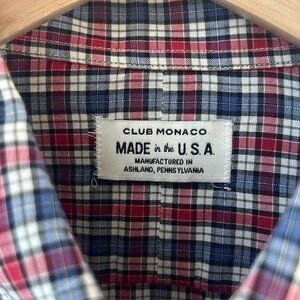 CLUB MONACO
MADE in the U.S.A.
MANUFACTURED IN
ASHLAND, PENNSYLVANIA